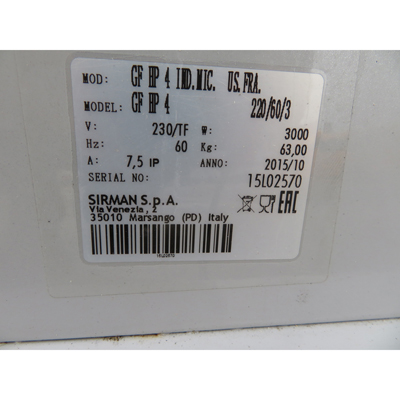 MOD: GF HP 4 IND.MIC. US.FRA.
MODEL: GF HP 4 220/60/3
V: 230/TF W: 3000
Hz: 60 Kg: 63,00
A: 7,5 IP ANNO: 2015/10
SERIAL NO: 15L02570
SIRMAN S.p.A.
Via Venezia, 2
35010 Marsango (PD) Italy
EAC
15L02570